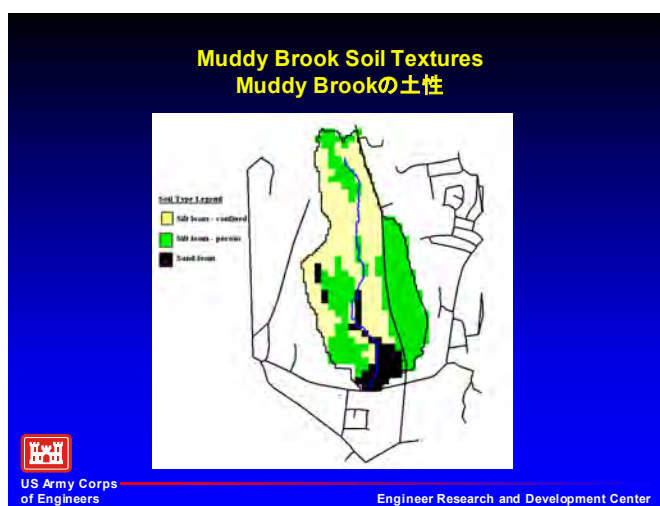 Muddy Brook Soil Textures
Muddy Brookの土性
Soil Type Legend
Silt loam - confined
Silt loam - porous
Sand loam
US Army Corps
of Engineers
Engineer Research and Development Center